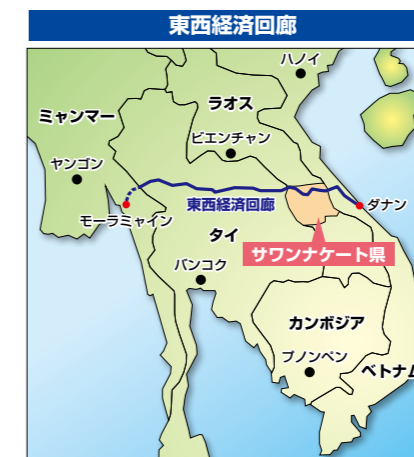 東西経済回廊
ハノイ
ミャンマー
ラオス
ヤンゴン
ビエンチャン
モーラミャイン
東西経済回廊
ダナン
タイ
サワンナケート県
バンコク
カンボジア
プノンペン
ベトナム